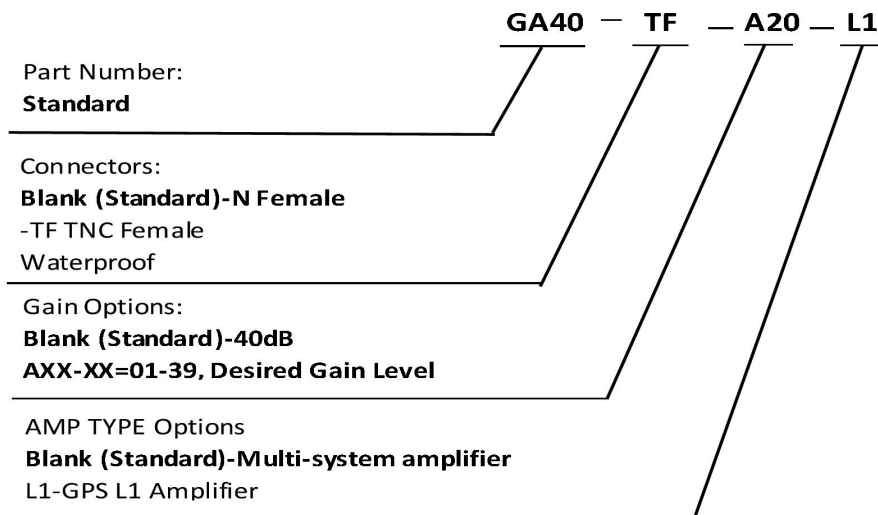 GA40 — TF — A20 — L1
Part Number:
Standard
Connectors:
Blank (Standard)-N Female
-TF TNC Female
Waterproof
Gain Options:
Blank (Standard)-40dB
AXX-XX=01-39, Desired Gain Level
AMP TYPE Options
Blank (Standard)-Multi-system amplifier
L1-GPS L1 Amplifier